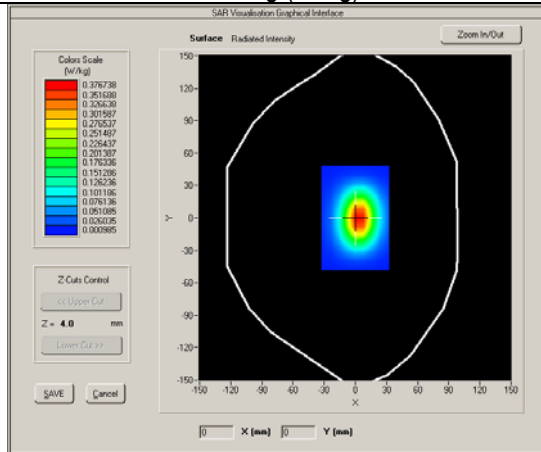 SAR Visualisation Graphical Interface
Surface Radiated Intensity
Zoom In/Out
Colors Scale
(W/kg)
0.376738
0.351688
0.326638
0.301587
0.276537
0.251487
0.226437
0.201387
0.176336
0.151286
0.126236
0.101186
0.076136
0.051085
0.026035
0.000985
Z-Cuts Control
<< Upper Cut
Z = 4.0 mm
Lower Cut >>
SAVE Cancel
150
120
90
60
30
Y 0
-30
-60
-90
-120
-150
-150 -120 -90 -60 -30 0 30 60 90 120 150
X
0 X (mm) 0 Y (mm)